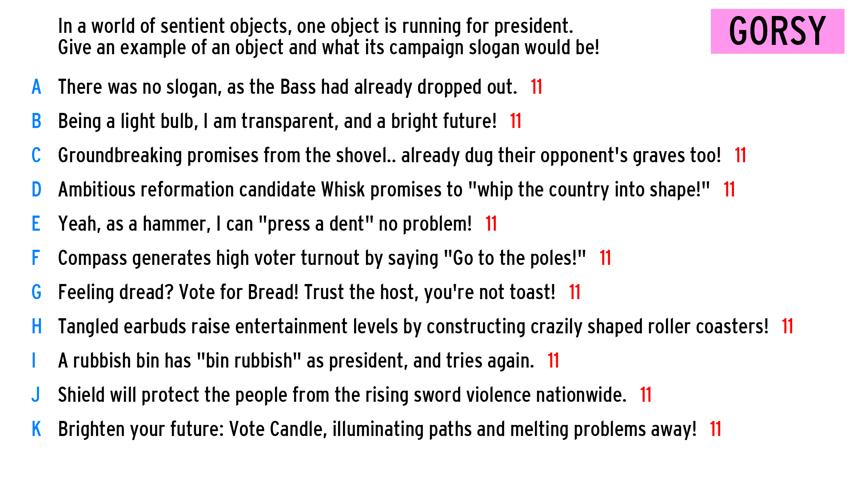 In a world of sentient objects, one object is running for president.
Give an example of an object and what its campaign slogan would be!
GORSY
A There was no slogan, as the Bass had already dropped out. 11
B Being a light bulb, I am transparent, and a bright future! 11
C Groundbreaking promises from the shovel.. already dug their opponent's graves too! 11
D Ambitious reformation candidate Whisk promises to "whip the country into shape!" 11
E Yeah, as a hammer, I can "press a dent" no problem! 11
F Compass generates high voter turnout by saying "Go to the poles!" 11
G Feeling dread? Vote for Bread! Trust the host, you're not toast! 11
H Tangled earbuds raise entertainment levels by constructing crazily shaped roller coasters! 11
I A rubbish bin has "bin rubbish" as president, and tries again. 11
J Shield will protect the people from the rising sword violence nationwide. 11
K Brighten your future: Vote Candle, illuminating paths and melting problems away! 11